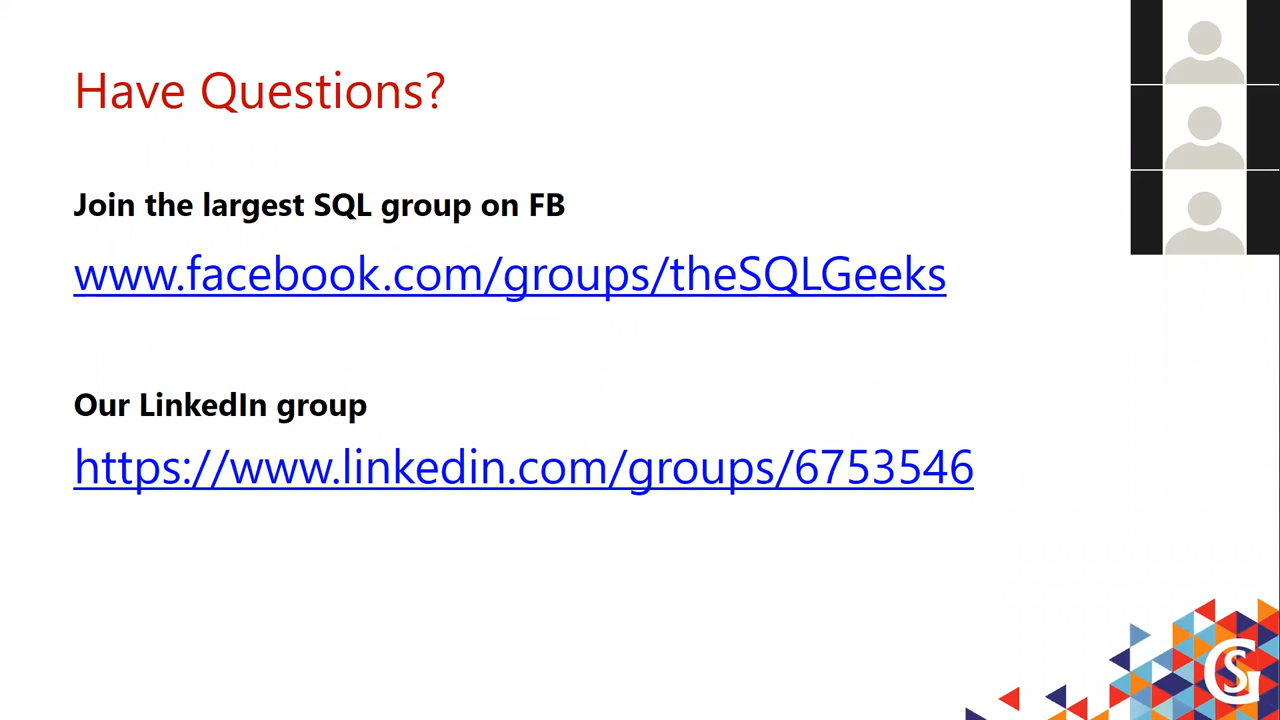 Have Questions?
Join the largest SQL group on FB
www.facebook.com/groups/theSQLGeeks
Our LinkedIn group
https://www.linkedin.com/groups/6753546
GS